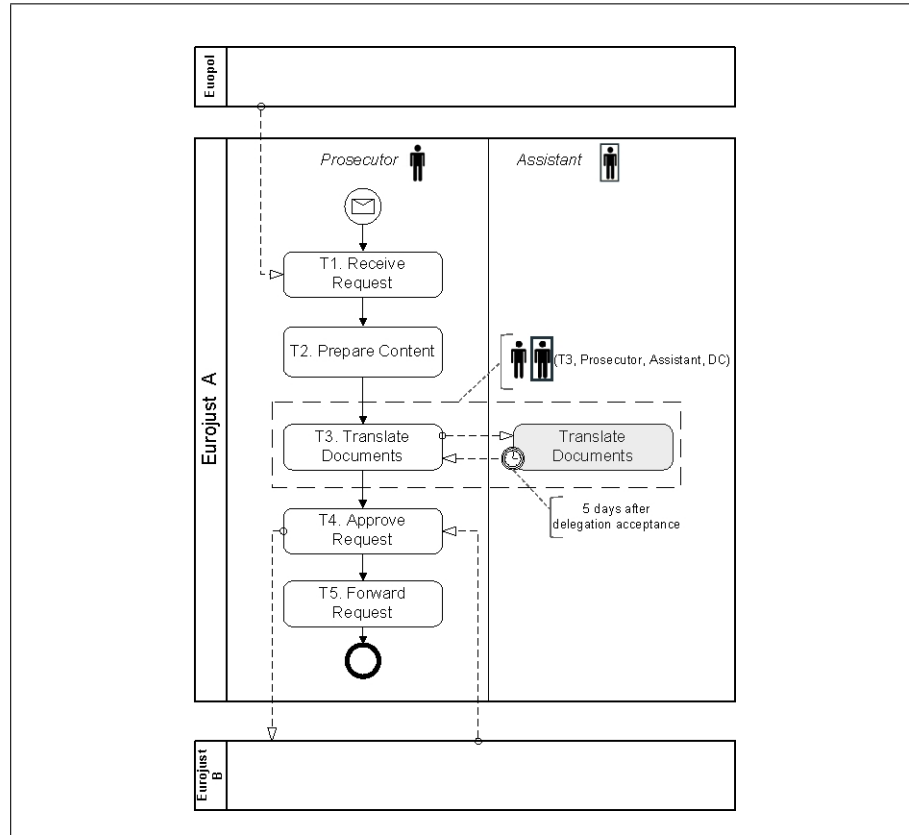 Euopol
Eurojust A
Prosecutor
Assistant
T1. Receive
Request
T2. Prepare Content
(T3, Prosecutor, Assistant, DC)
T3. Translate
Documents
Translate
Documents
5 days after
delegation acceptance
T4. Approve
Request
T5. Forward
Request
Eurojust
B